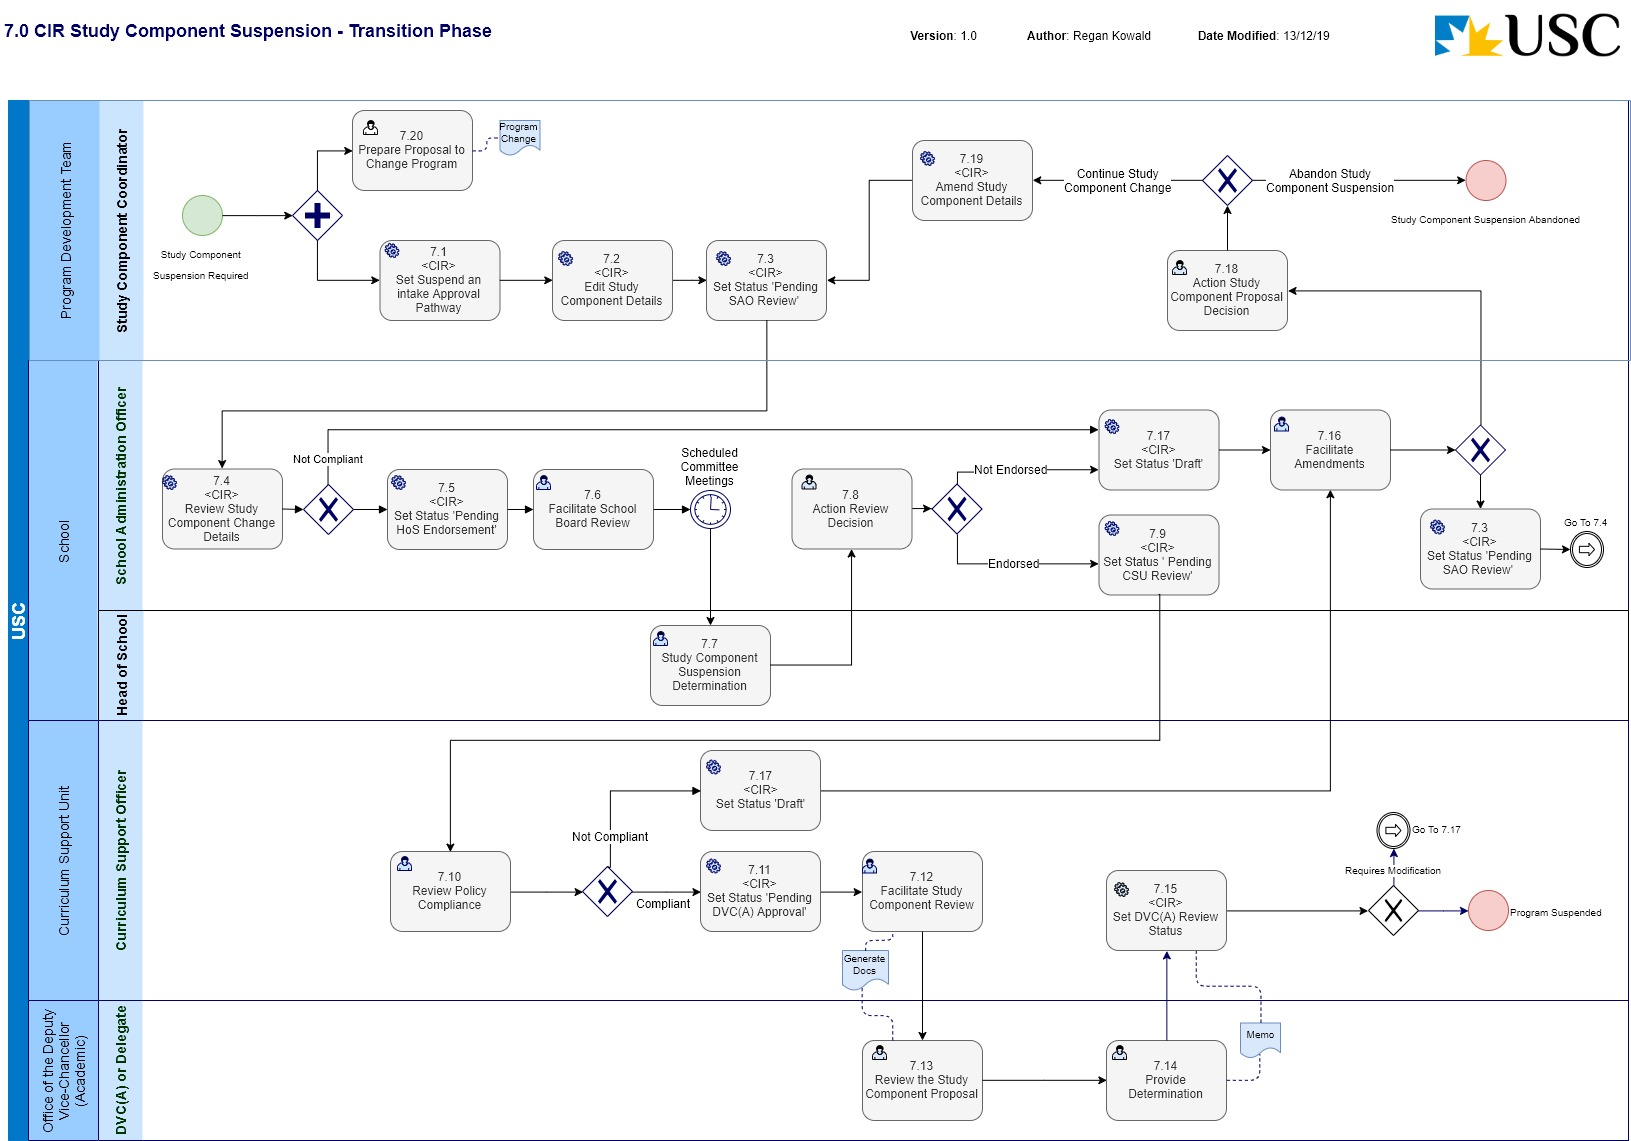 7.0 CIR Study Component Suspension - Transition Phase
Version: 1.0
Author: Regan Kowald
Date Modified: 13/12/19
USC
USC
Program Development Team
Study Component Coordinator
Study Component
Suspension Required
7.20
Prepare Proposal to
Change Program
Program
Change
7.1
<CIR>
Set Suspend an
intake Approval
Pathway
7.2
<CIR>
Edit Study
Component Details
7.3
<CIR>
Set Status 'Pending
SAO Review'
7.19
<CIR>
Amend Study
Component Details
Continue Study
Component Change
Abandon Study
Component Suspension
Study Component Suspension Abandoned
7.18
Action Study
Component Proposal
Decision
School
School Administration Officer
7.4
<CIR>
Review Study
Component Change
Details
Not Compliant
7.5
<CIR>
Set Status 'Pending
HoS Endorsement'
7.6
Facilitate School
Board Review
Scheduled
Committee
Meetings
7.8
Action Review
Decision
Not Endorsed
Endorsed
7.17
<CIR>
Set Status 'Draft'
7.9
<CIR>
Set Status ' Pending
CSU Review'
7.16
Facilitate
Amendments
7.3
<CIR>
Set Status 'Pending
SAO Review'
Go To 7.4
Head of School
7.7
Study Component
Suspension
Determination
Curriculum Support Unit
Curriculum Support Officer
7.10
Review Policy
Compliance
Not Compliant
Compliant
7.17
<CIR>
Set Status 'Draft'
7.11
<CIR>
Set Status 'Pending
DVC(A) Approval'
7.12
Facilitate Study
Component Review
Generate
Docs
7.15
<CIR>
Set DVC(A) Review
Status
Go To 7.17
Requires Modification
Program Suspended
Office of the Deputy
Vice-Chancellor
(Academic)
DVC(A) or Delegate
7.13
Review the Study
Component Proposal
7.14
Provide
Determination
Memo